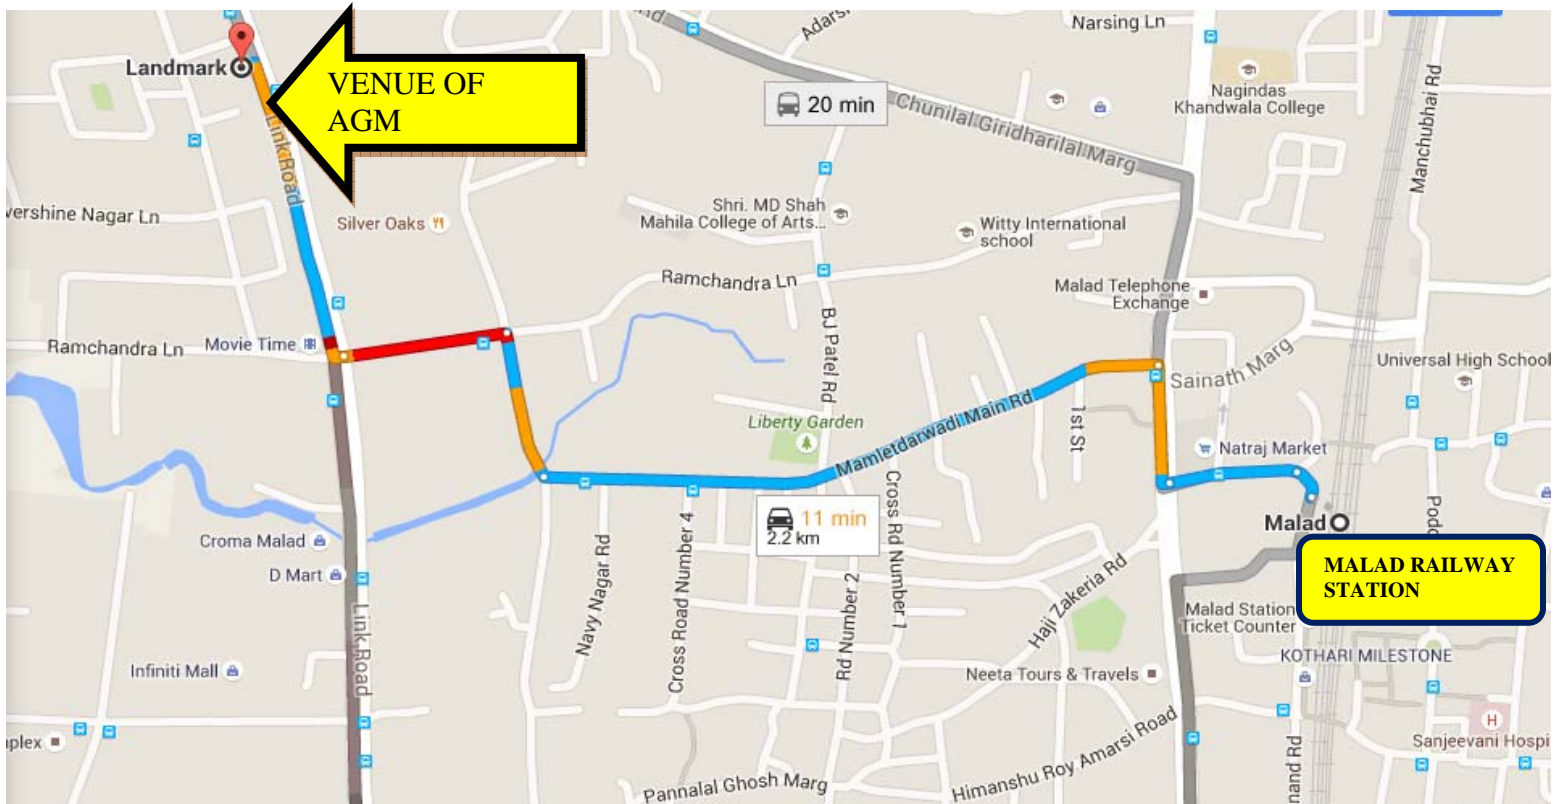 Narsing Ln
Landmark
VENUE OF
AGM
20 min
Nagindas
Khandwala College
Chunilal Giridharilal Marg
Manchubhai Rd
Link Road
vershine Nagar Ln
Silver Oaks
Shri. MD Shah
Mahila College of Arts...
Witty International
school
Ramchandra Ln
Malad Telephone
Exchange
BJ Patel Rd
Ramchandra Ln
Movie Time
Sainath Marg
Universal High School
Liberty Garden
Mamletdarwadi Main Rd
1st St
Natraj Market
11 min
2.2 km
Malad
Croma Malad
D Mart
Navy Nagar Rd
Cross Road Number 4
Rd Number 2
Cross Rd Number 1
Haji Zakeria Rd
MALAD RAILWAY
STATION
Malad Station
Ticket Counter
Link Road
Infiniti Mall
Neeta Tours & Travels
KOTHARI MILESTONE
H
Sanjeevani Hospi
Pannalal Ghosh Marg
Himanshu Roy Amarsi Road
nand Rd